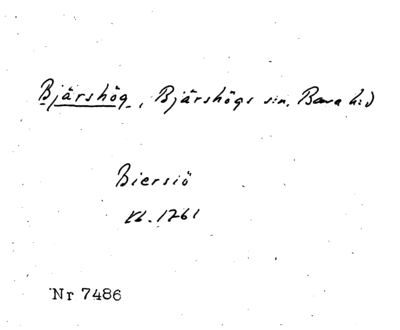 Bjärshög, Bjärshögs sn. Bara hd
Biersiö
Kl. 1761
Nr 7486